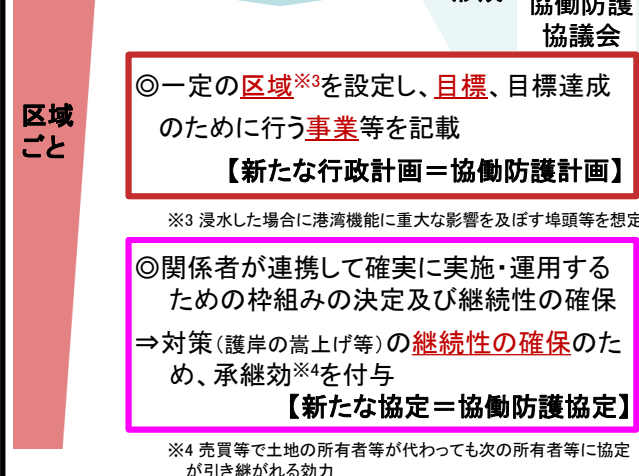 協働防護
協議会
区域
ごと
◎一定の区域※3を設定し、目標、目標達成
のために行う事業等を記載
【新たな行政計画＝協働防護計画】
※3 浸水した場合に港湾機能に重大な影響を及ぼす埠頭等を想定
◎関係者が連携して確実に実施・運用する
ための枠組みの決定及び継続性の確保
⇒対策(護岸の嵩上げ等)の継続性の確保のた
め、承継効※4を付与
【新たな協定＝協働防護協定】
※4 売買等で土地の所有者等が代わっても次の所有者等に協定
が引き継がれる効力